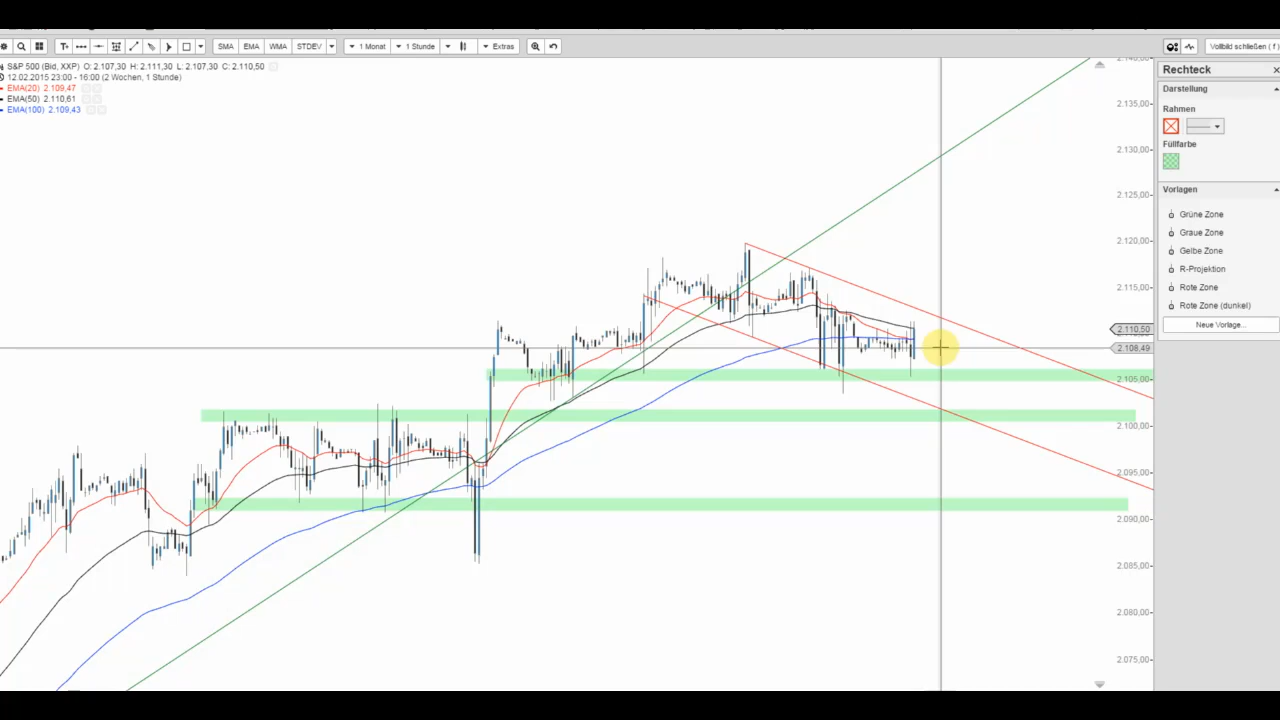 T+ SMA EMA WMA STDEV 1 Monat 1 Stunde Extras Vollbild schließen ( f )
S&P 500 (Bid, XXP) O: 2.107,30 H: 2.111,30 L: 2.107,30 C: 2.110,50
12.02.2015 23:00 - 16:00 (2 Wochen, 1 Stunde)
EMA(20) 2.109,47
EMA(50) 2.110,61
EMA(100) 2.109,43
2.140,00
2.135,00
2.130,00
2.125,00
2.120,00
2.115,00
2.110,50
2.108,49
2.105,00
2.100,00
2.095,00
2.090,00
2.085,00
2.080,00
2.075,00
Rechteck
Darstellung
Rahmen
Füllfarbe
Vorlagen
Grüne Zone
Graue Zone
Gelbe Zone
R-Projektion
Rote Zone
Rote Zone (dunkel)
Neue Vorlage...